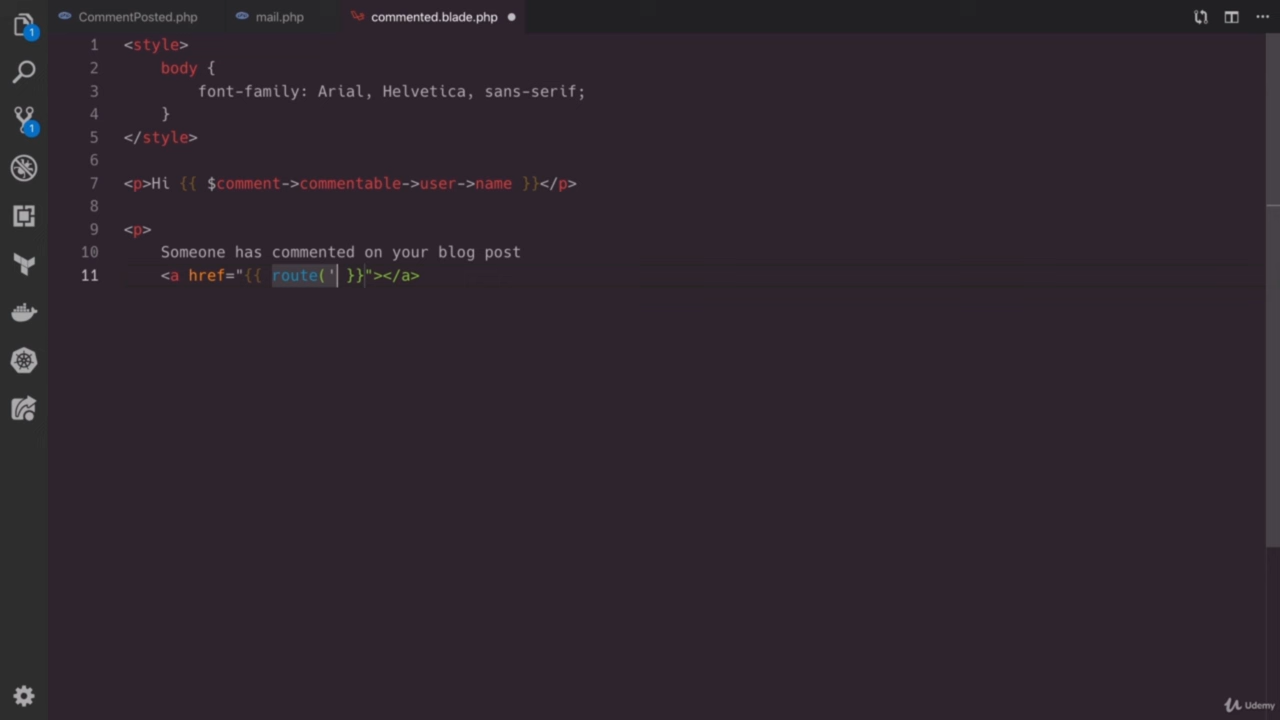 CommentPosted.php
mail.php
commented.blade.php
1 <style>
2 body {
3 font-family: Arial, Helvetica, sans-serif;
4 }
5 </style>
6
7 <p>Hi {{ $comment->commentable->user->name }}</p>
8
9 <p>
10 Someone has commented on your blog post
11 <a href="{{ route(' }}"></a>
1
1
Udemy